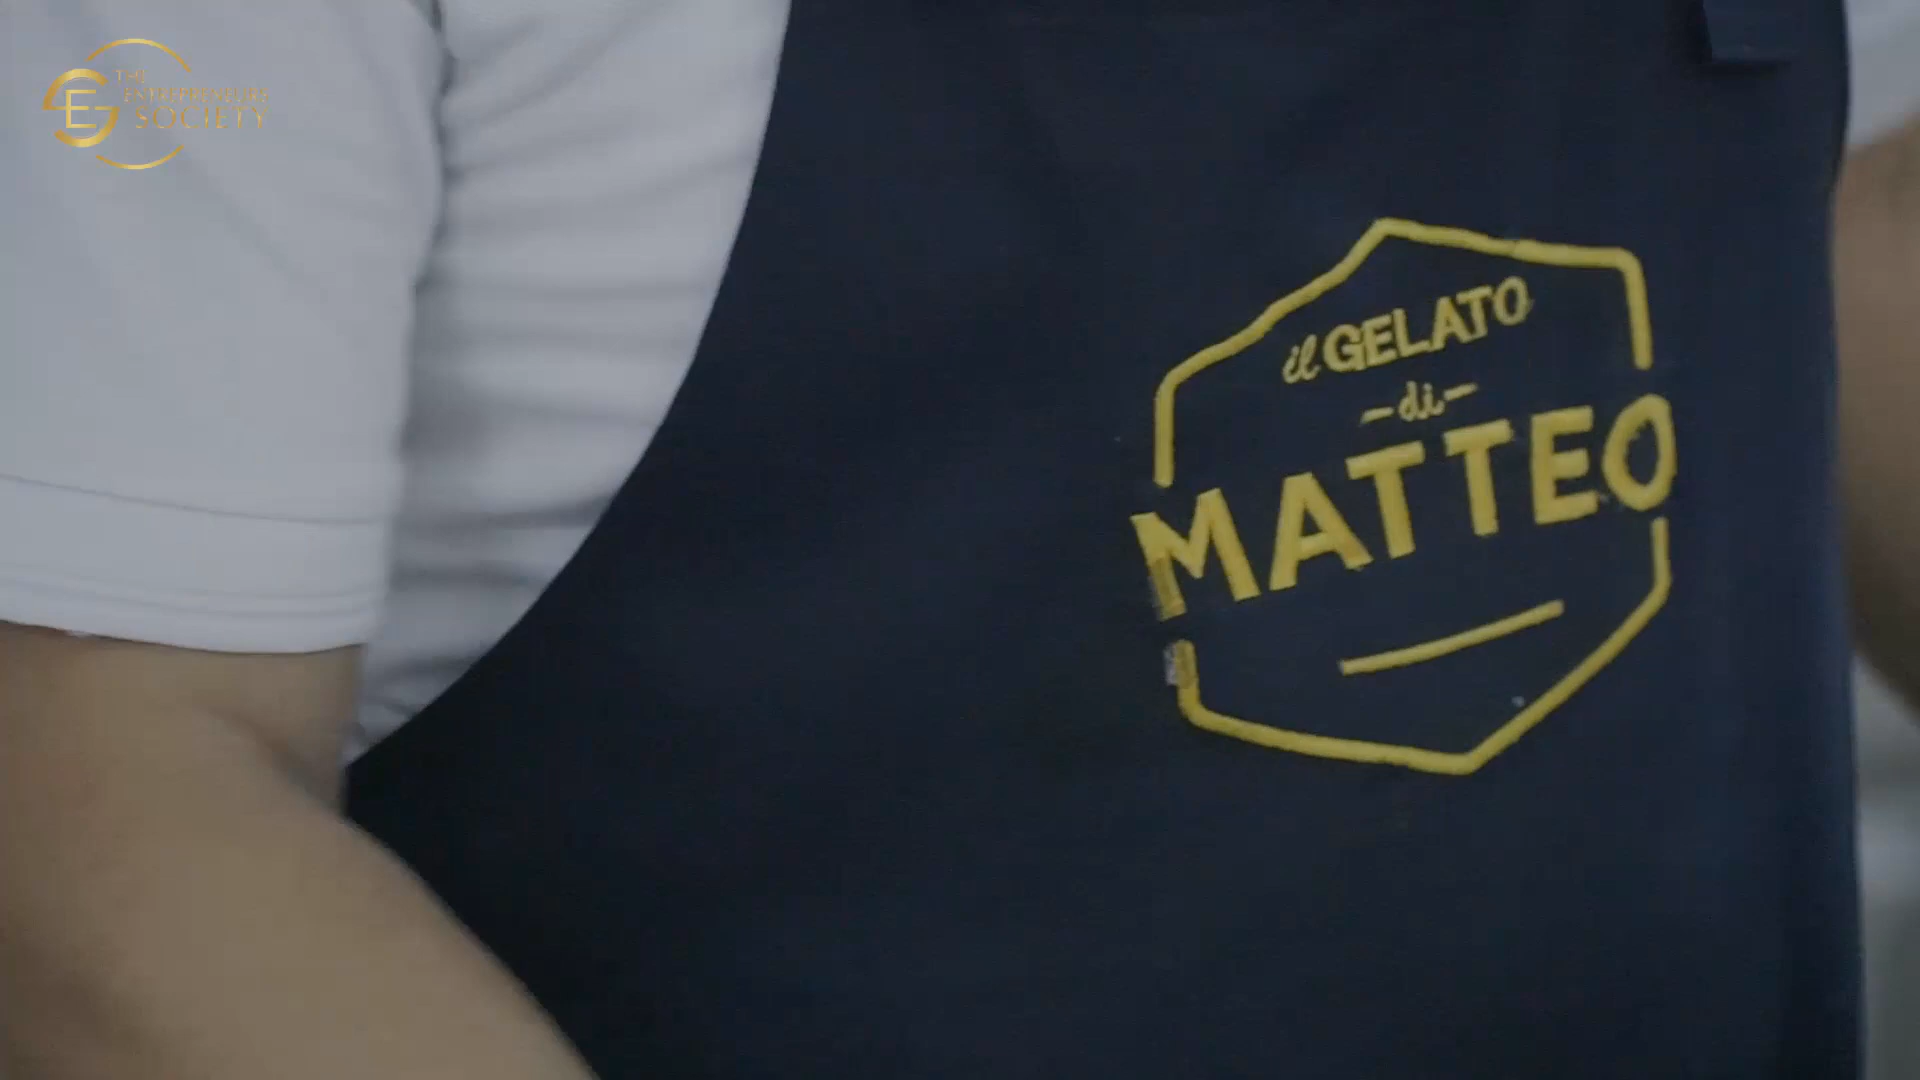 THE
ENTREPRENEURS
SOCIETY
il GELATO
-di-
MATTEO